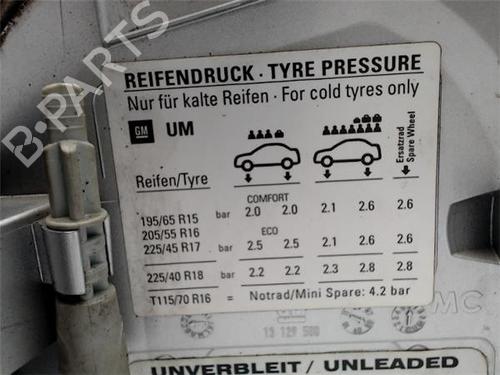 REIFENDRUCK · TYRE PRESSURE
Nur für kalte Reifen · For cold tyres only
GM UM
Ersatzrad
Spare Wheel
Reifen/Tyre
COMFORT
195/65 R15 bar 2.0 2.0 2.1 2.6 2.6
205/55 R16
ECO
225/45 R17 bar 2.5 2.5 2.1 2.6 2.6
225/40 R18 bar 2.2 2.2 2.3 2.8 2.8
T115/70 R16 = Notrad/Mini Spare: 4.2 bar
MC
13 129 500
UNVERBLEIT / UNLEADED
B-PARTS